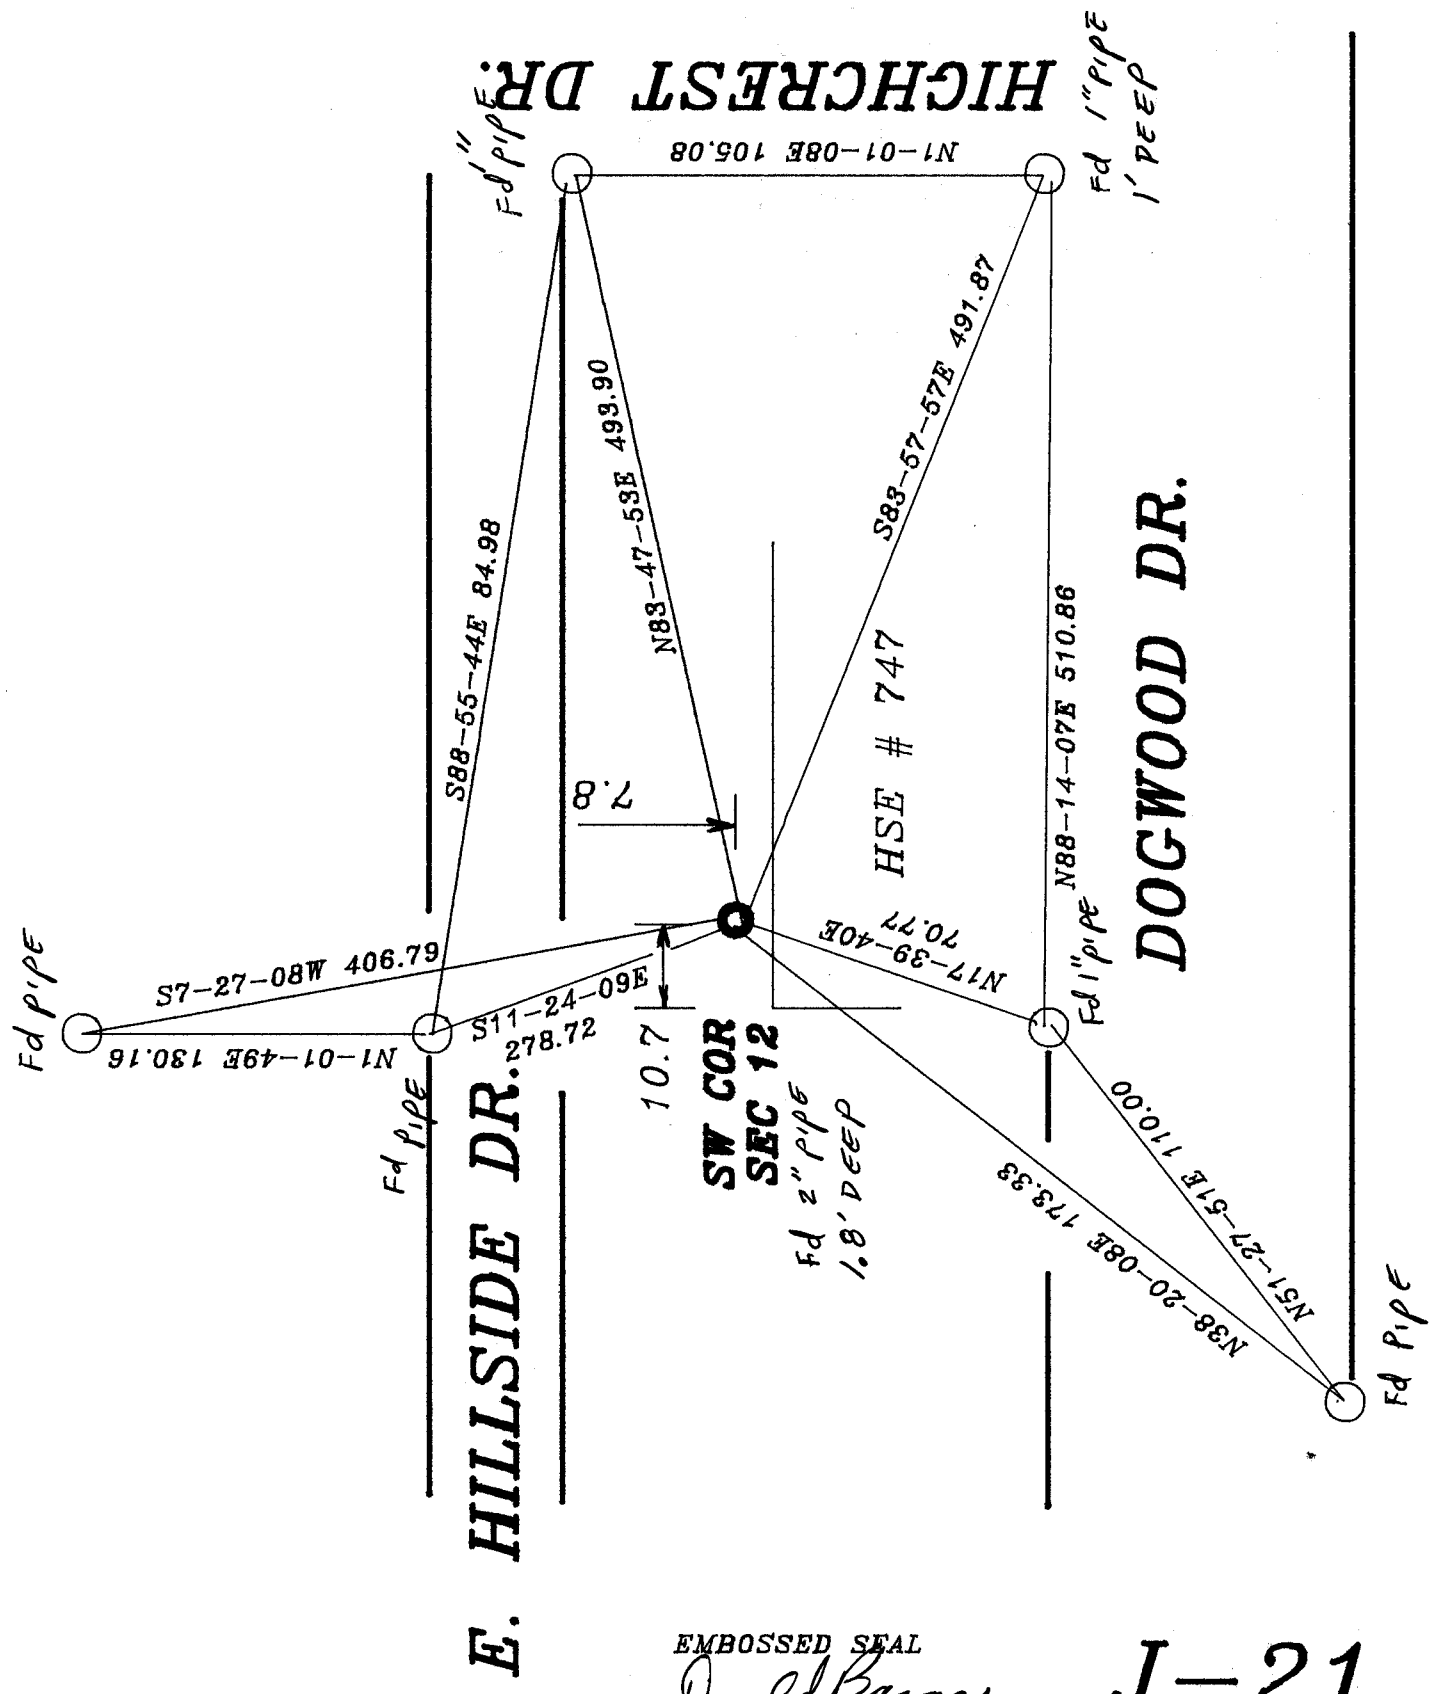 HIGHCREST DR.
N1-01-08E 105.08
Fd 1" PIPE
Fd 1" PIPE
1' DEEP
S88-55-44E 84.98
N83-47-53E 493.90
S83-57-57E 491.87
N88-14-07E 510.86
DOGWOOD DR.
HSE # 747
7.8
Fd PIPE
S7-27-08W 406.79
N1-01-49E 130.16
S11-24-09E
278.72
Fd PIPE
10.7
SW COR
SEC 12
Fd 2" PIPE
1.8' DEEP
N17-39-40E
70.77
Fd 1" PIPE
N38-20-08E 173.33
N51-27-51E 110.00
Fd PIPE
E. HILLSIDE DR.
EMBOSSED SEAL
J-21